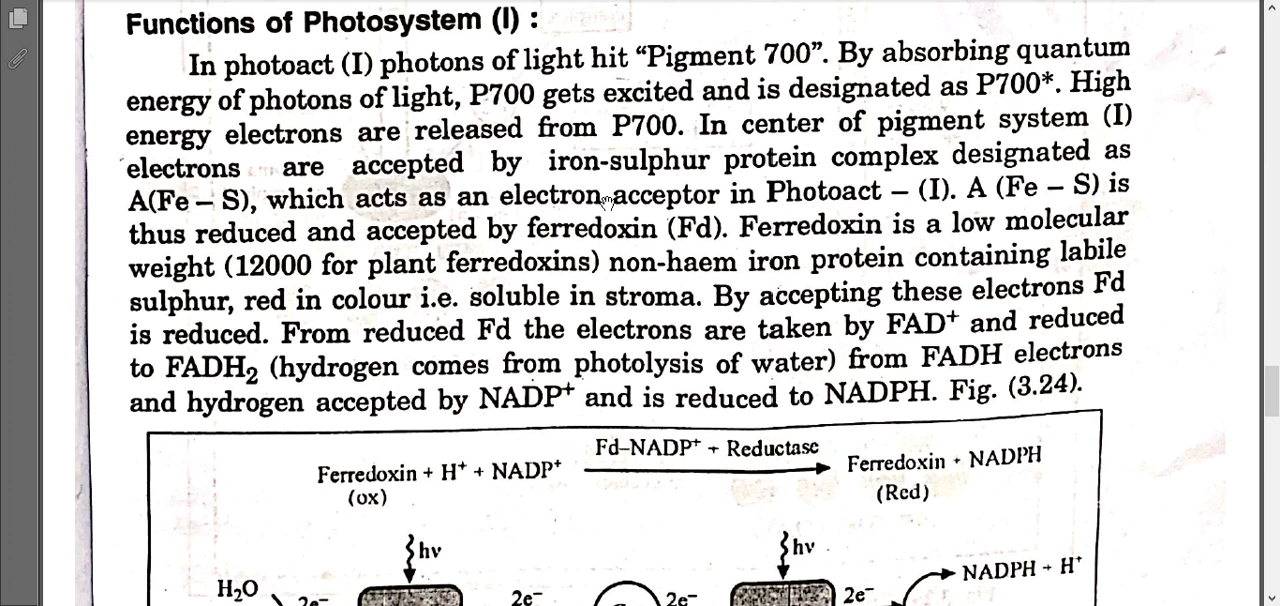 Functions of Photosystem (I) :
In photoact (I) photons of light hit “Pigment 700”. By absorbing quantum
energy of photons of light, P700 gets excited and is designated as P700*. High
energy electrons are released from P700. In center of pigment system (I)
electrons are accepted by iron-sulphur protein complex designated as
A(Fe – S), which acts as an electron acceptor in Photoact – (I). A (Fe – S) is
thus reduced and accepted by ferredoxin (Fd). Ferredoxin is a low molecular
weight (12000 for plant ferredoxins) non-haem iron protein containing labile
sulphur, red in colour i.e. soluble in stroma. By accepting these electrons Fd
is reduced. From reduced Fd the electrons are taken by FAD⁺ and reduced
to FADH₂ (hydrogen comes from photolysis of water) from FADH electrons
and hydrogen accepted by NADP⁺ and is reduced to NADPH. Fig. (3.24).
Fd–NADP⁺ + Reductase
Ferredoxin + H⁺ + NADP⁺
Ferredoxin + NADPH
(ox)
(Red)
hν
hν
NADPH + H⁺
H₂O
2e⁻
2e⁻
2e⁻
2e⁻